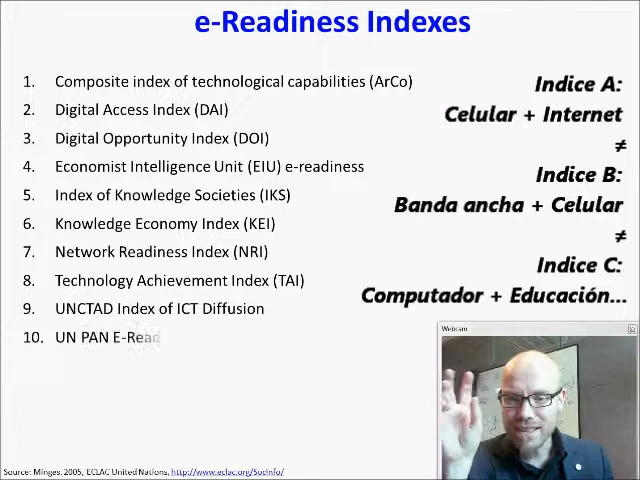 e-Readiness Indexes
1. Composite index of technological capabilities (ArCo)
2. Digital Access Index (DAI)
3. Digital Opportunity Index (DOI)
4. Economist Intelligence Unit (EIU) e-readiness
5. Index of Knowledge Societies (IKS)
6. Knowledge Economy Index (KEI)
7. Network Readiness Index (NRI)
8. Technology Achievement Index (TAI)
9. UNCTAD Index of ICT Diffusion
10. UN PAN E-Read
Indice A:
Celular + Internet
≠
Indice B:
Banda ancha + Celular
≠
Indice C:
Computador + Educación...
Webcam
Source: Minges, 2005, ECLAC United Nations, http://www.eclac.org/SocInfo/